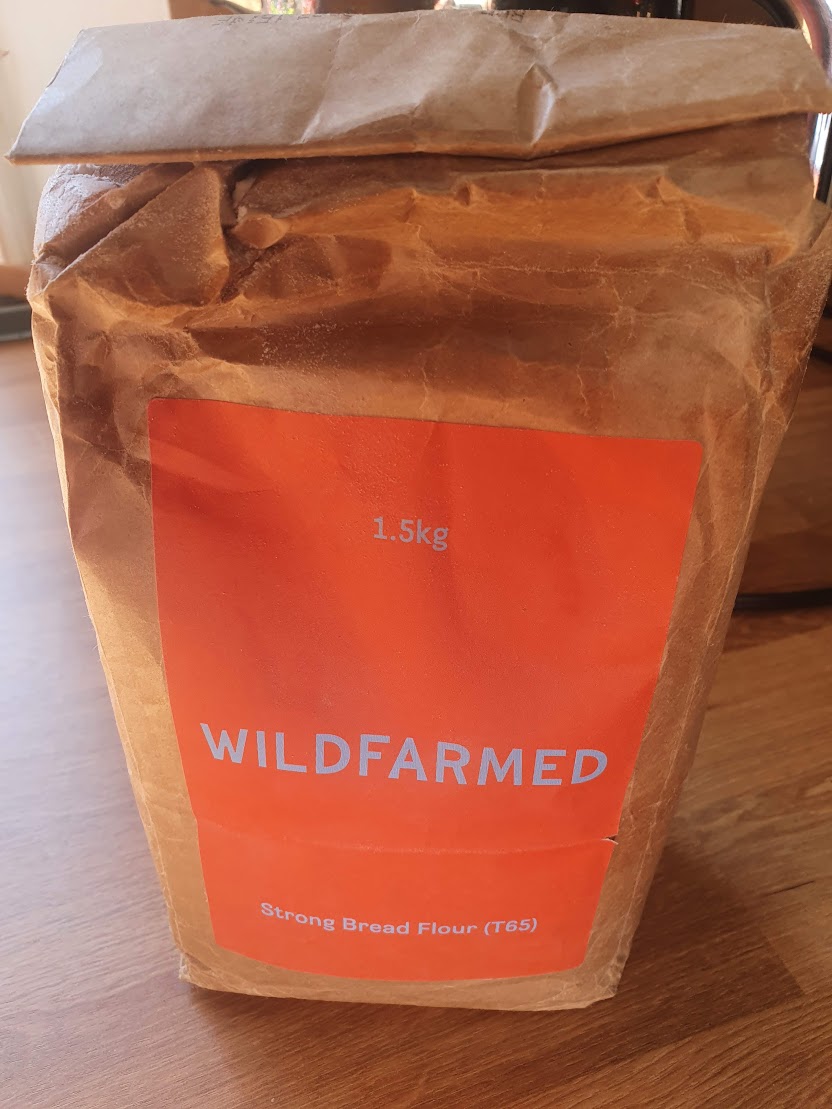 1.5kg
WILDFARMED
Strong Bread Flour (T65)